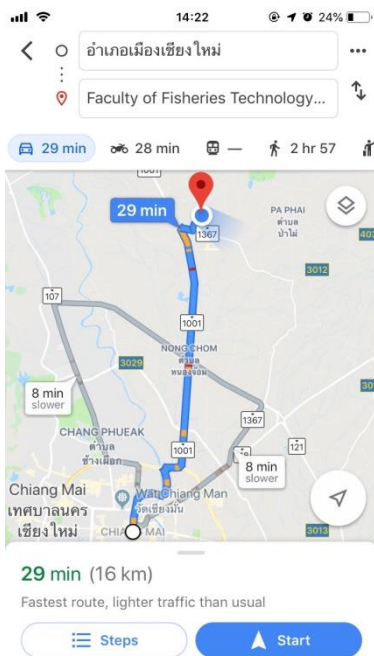 14:22
24%
อำเภอเมืองเชียงใหม่
Faculty of Fisheries Technology...
29 min
28 min
—
2 hr 57
1001
29 min
PA PHAI
ตำบล
ป่าไผ่
1367
3012
107
1001
NONG CHOM
ตำบล
หนองจ๊อม
3029
8 min
slower
1367
CHANG PHUEAK
ตำบล
ช้างเผือก
1001
121
8 min
slower
Chiang Mai
เทศบาลนคร
เชียงใหม่
Wat Chiang Man
วัดเชียงมั่น
CHIANG MAI
3013
29 min (16 km)
Fastest route, lighter traffic than usual
Steps
Start